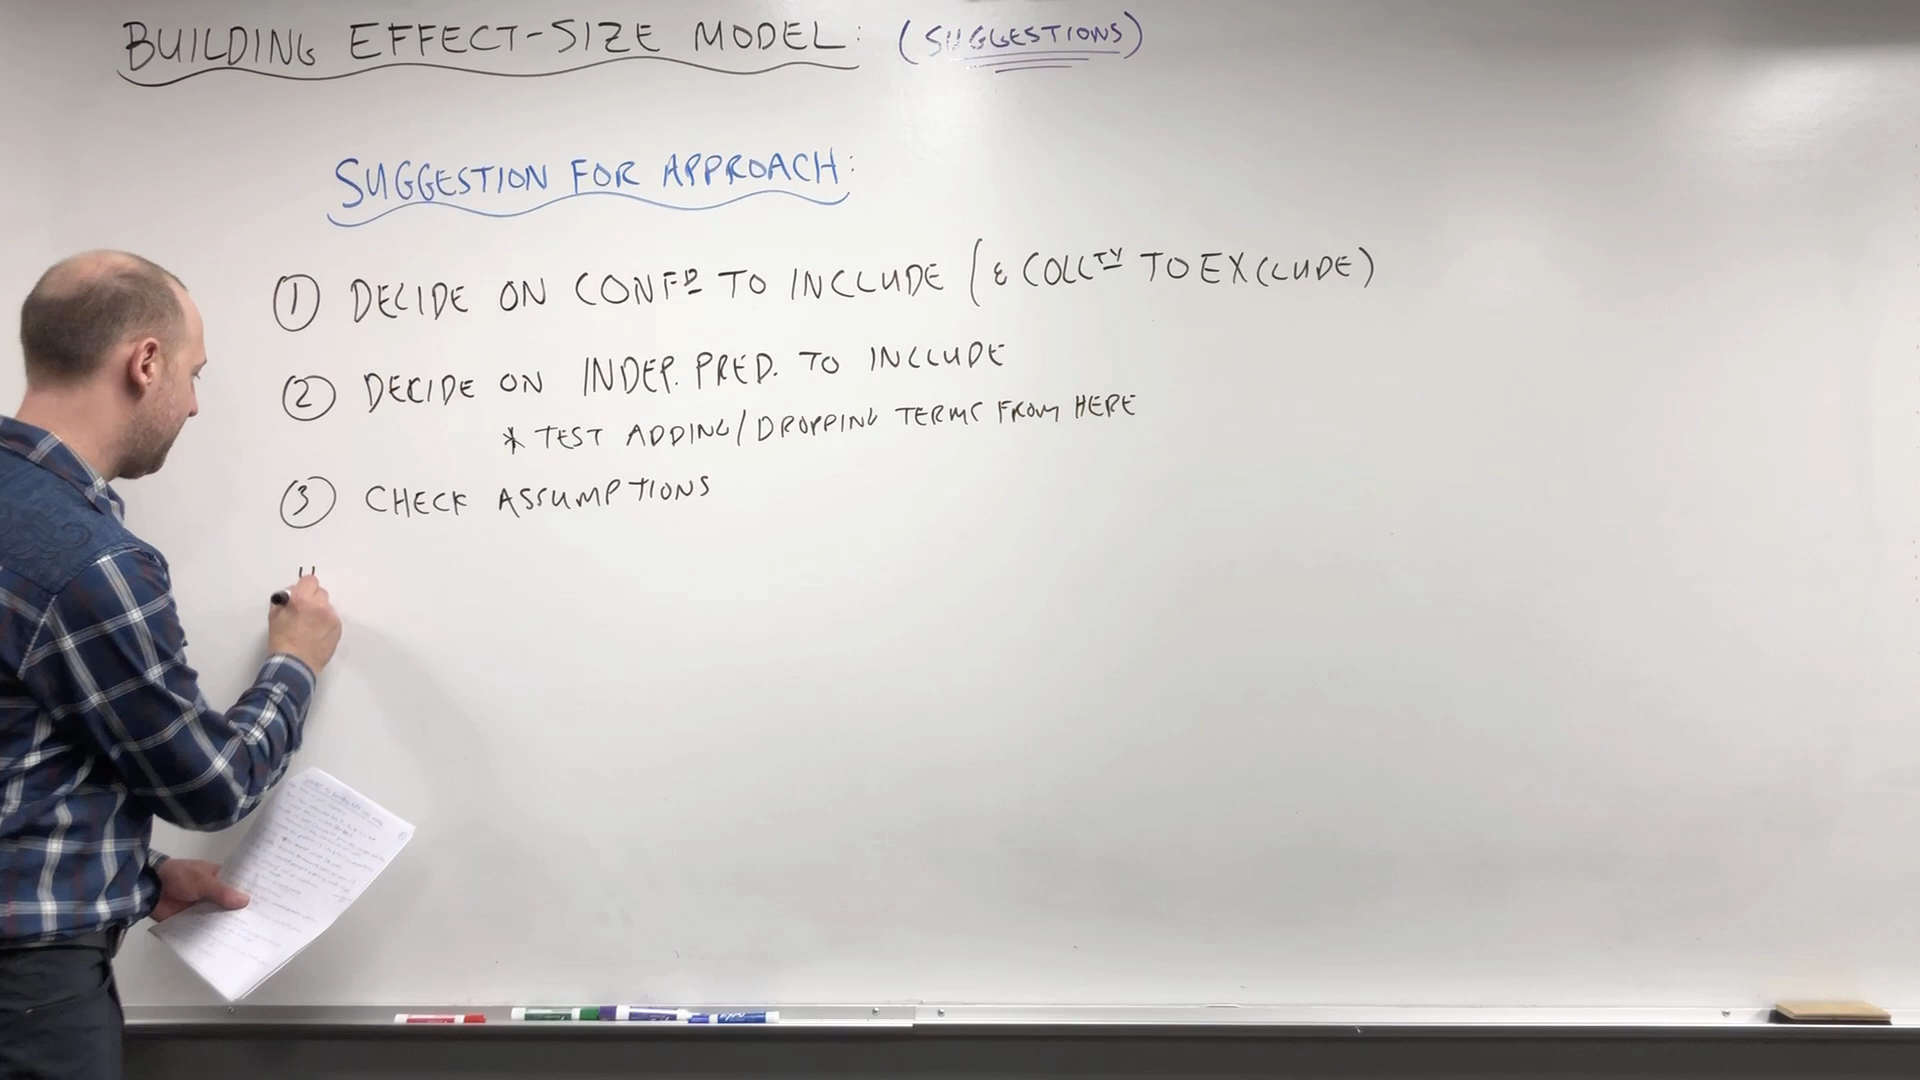 BUILDING EFFECT-SIZE MODEL: (SUGGESTIONS)
SUGGESTION FOR APPROACH:
① DECIDE ON CONFᴰ TO INCLUDE (& COLLᵀʸ TO EXCLUDE)
② DECIDE ON INDEP. PRED. TO INCLUDE
* TEST ADDING/DROPPING TERMS FROM HERE
③ CHECK ASSUMPTIONS